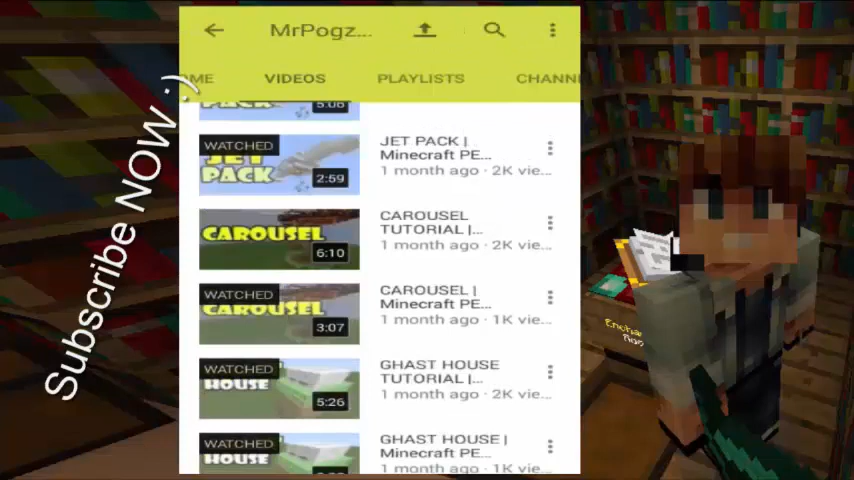 MrPogz...
ME VIDEOS PLAYLISTS CHANN
PACK
5:06
WATCHED
JET
PACK
2:59
JET PACK |
Minecraft PE...
1 month ago · 2K vie...
CAROUSEL
6:10
CAROUSEL
TUTORIAL |...
1 month ago · 2K vie...
WATCHED
CAROUSEL
3:07
CAROUSEL |
Minecraft PE...
1 month ago · 1K vie...
WATCHED
HOUSE
5:26
GHAST HOUSE
TUTORIAL |...
1 month ago · 2K vie...
WATCHED
HOUSE
GHAST HOUSE |
Minecraft PE...
1 month ago · 1K vie...
Subscribe NOW :)